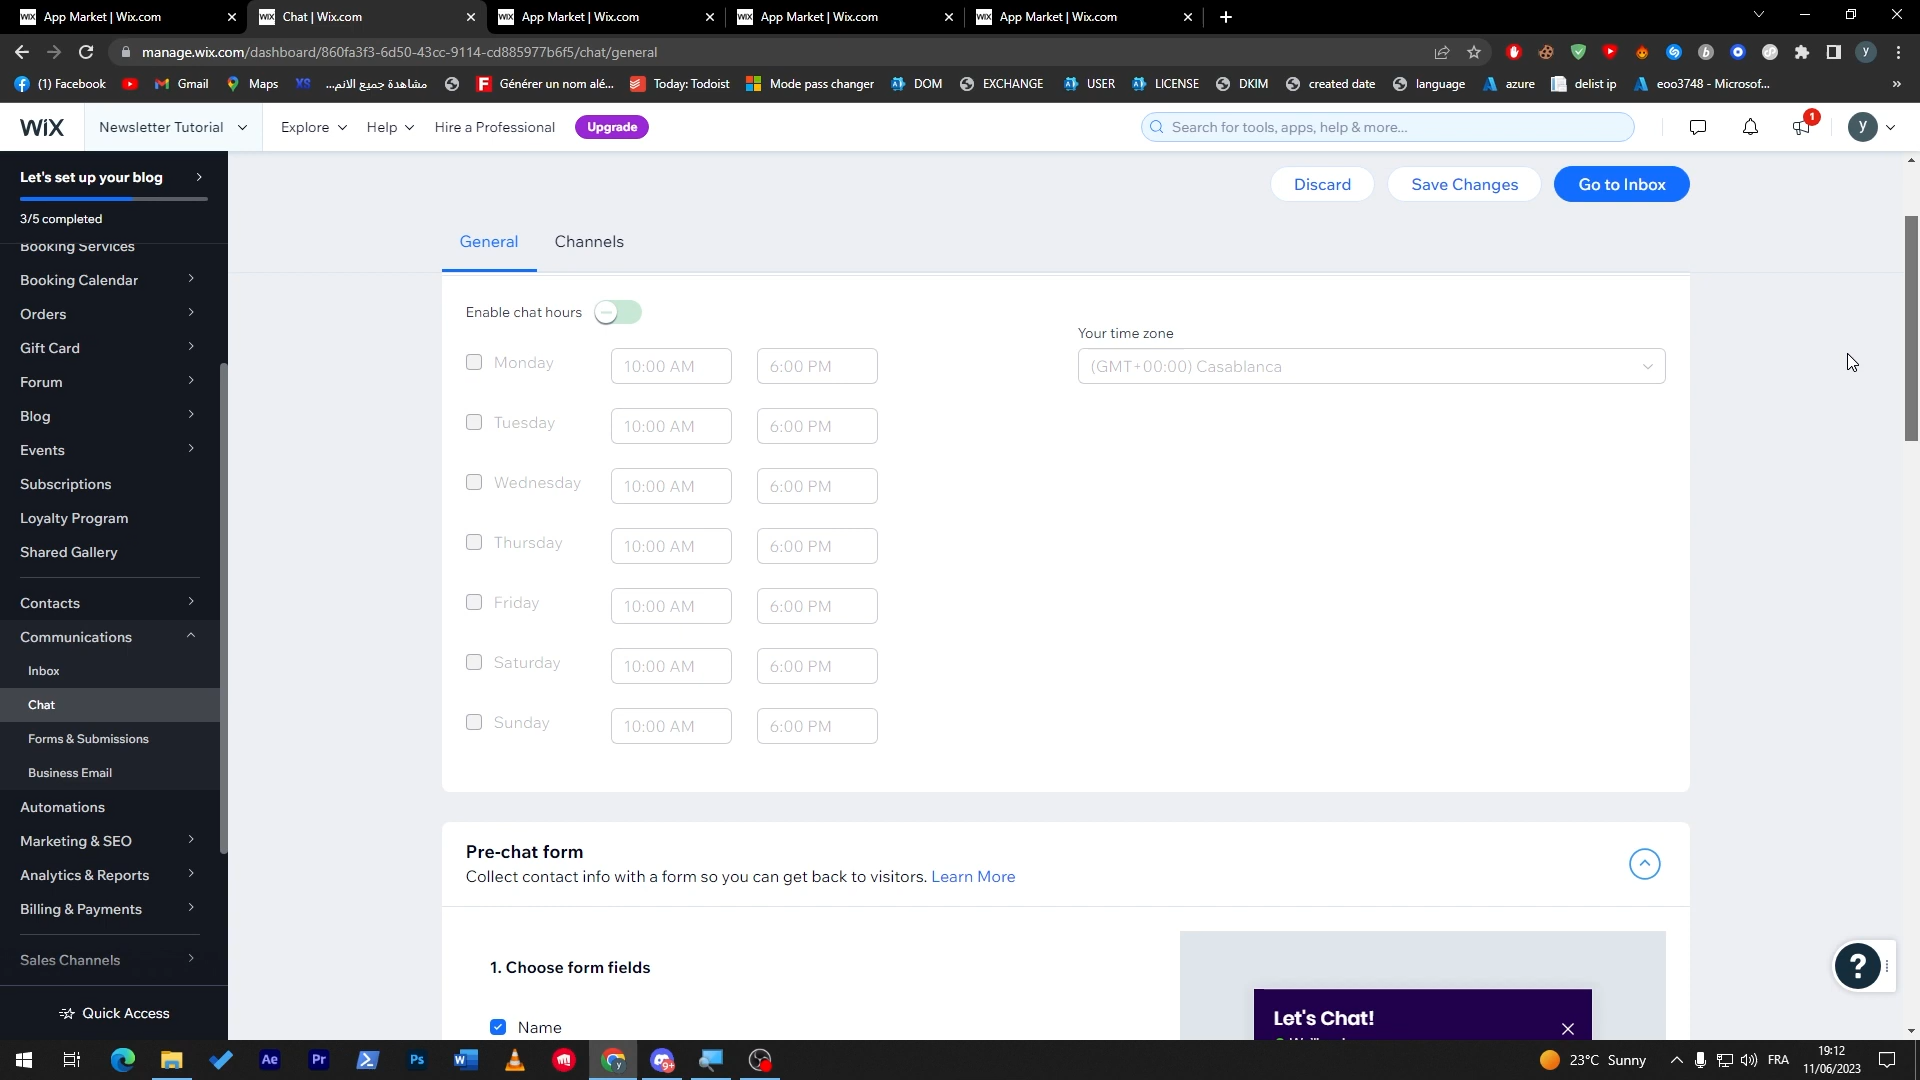 App Market | Wix.com
Chat | Wix.com
App Market | Wix.com
App Market | Wix.com
App Market | Wix.com
manage.wix.com/dashboard/860fa3f3-6d50-43cc-9114-cd885977b6f5/chat/general
(1) Facebook
Gmail
Maps
مشاهدة جميع الانم...
Générer un nom alé...
Today: Todoist
Mode pass changer
DOM
EXCHANGE
USER
LICENSE
DKIM
created date
language
azure
delist ip
eoo3748 - Microsof...
WiX
Newsletter Tutorial
Explore
Help
Hire a Professional
Upgrade
Search for tools, apps, help & more...
1
y
Let's set up your blog
3/5 completed
Booking Services
Booking Calendar
Orders
Gift Card
Forum
Blog
Events
Subscriptions
Loyalty Program
Shared Gallery
Contacts
Communications
Inbox
Chat
Forms & Submissions
Business Email
Automations
Marketing & SEO
Analytics & Reports
Billing & Payments
Sales Channels
Quick Access
Discard
Save Changes
Go to Inbox
General
Channels
Enable chat hours
Your time zone
(GMT+00:00) Casablanca
Monday 10:00 AM 6:00 PM
Tuesday 10:00 AM 6:00 PM
Wednesday 10:00 AM 6:00 PM
Thursday 10:00 AM 6:00 PM
Friday 10:00 AM 6:00 PM
Saturday 10:00 AM 6:00 PM
Sunday 10:00 AM 6:00 PM
Pre-chat form
Collect contact info with a form so you can get back to visitors. Learn More
1. Choose form fields
Name
Let's Chat!
?
Ae
Pr
Ps
23°C Sunny
FRA
19:12
11/06/2023